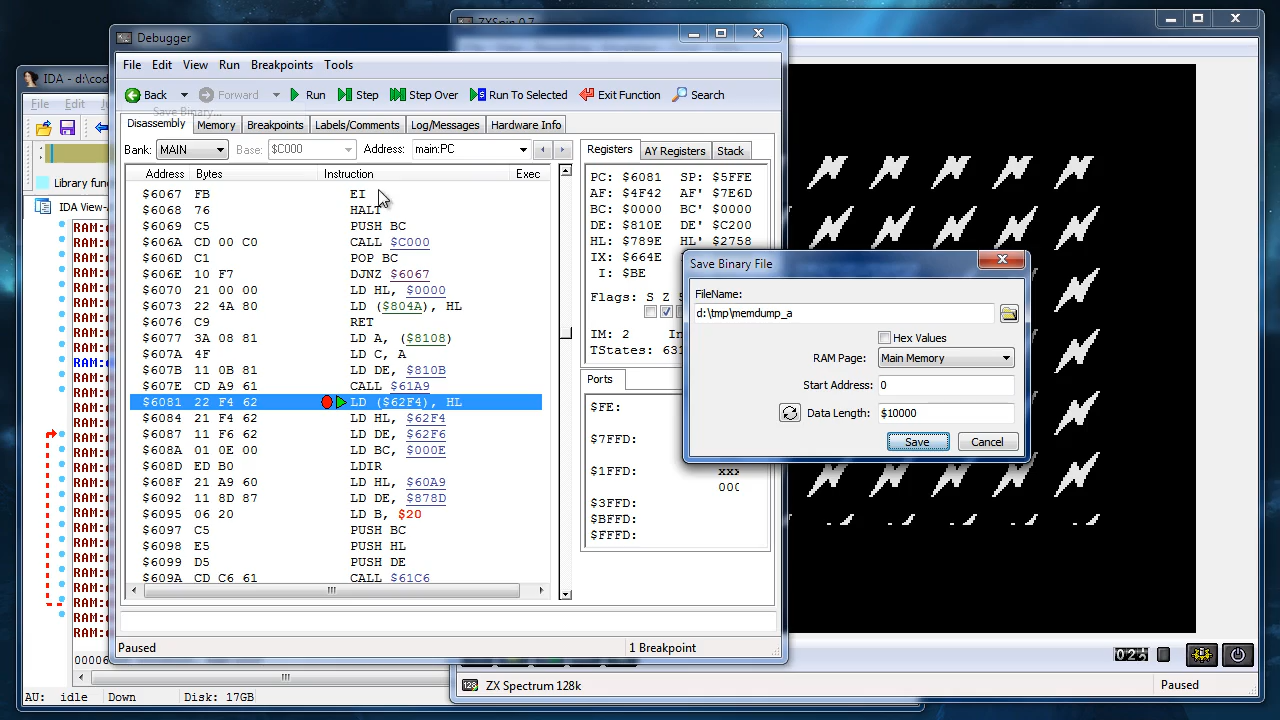 ZXSpin 0.7
Debugger
File Edit View Run Breakpoints Tools
IDA - d:\cod
File Edit
Back Forward Run Step Step Over Run To Selected Exit Function Search
Save Binary...
Disassembly Memory Breakpoints Labels/Comments Log/Messages Hardware Info
Bank: MAIN Base: $C000 Address: main:PC
Registers AY Registers Stack
Library fun
IDA View-
Address Bytes Instruction Exec
$6067 FB EI
$6068 76 HALT
$6069 C5 PUSH BC
$606A CD 00 C0 CALL $C000
$606D C1 POP BC
$606E 10 F7 DJNZ $6067
$6070 21 00 00 LD HL, $0000
$6073 22 4A 80 LD ($804A), HL
$6076 C9 RET
$6077 3A 08 81 LD A, ($8108)
$607A 4F LD C, A
$607B 11 0B 81 LD DE, $810B
$607E CD A9 61 CALL $61A9
$6081 22 F4 62 LD ($62F4), HL
$6084 21 F4 62 LD HL, $62F4
$6087 11 F6 62 LD DE, $62F6
$608A 01 0E 00 LD BC, $000E
$608D ED B0 LDIR
$608F 21 A9 60 LD HL, $60A9
$6092 11 8D 87 LD DE, $878D
$6095 06 20 LD B, $20
$6097 C5 PUSH BC
$6098 E5 PUSH HL
$6099 D5 PUSH DE
$609A CD C6 61 CALL $61C6
PC: $6081 SP: $5FFE
AF: $4F42 AF' $7E6D
BC: $0000 BC' $0000
DE: $810E DE' $C200
HL: $789E HL' $2758
IX: $664E
I: $BE
Flags: S Z
IM: 2 In
TStates: 631
Ports
$FE:
$7FFD:
$1FFD: xxx
000
$3FFD:
$BFFD:
$FFFD:
Save Binary File
FileName:
d:\tmp\memdump_a
Hex Values
RAM Page: Main Memory
Start Address: 0
Data Length: $10000
Save Cancel
Paused 1 Breakpoint
AU: idle Down Disk: 17GB
128 ZX Spectrum 128k Paused